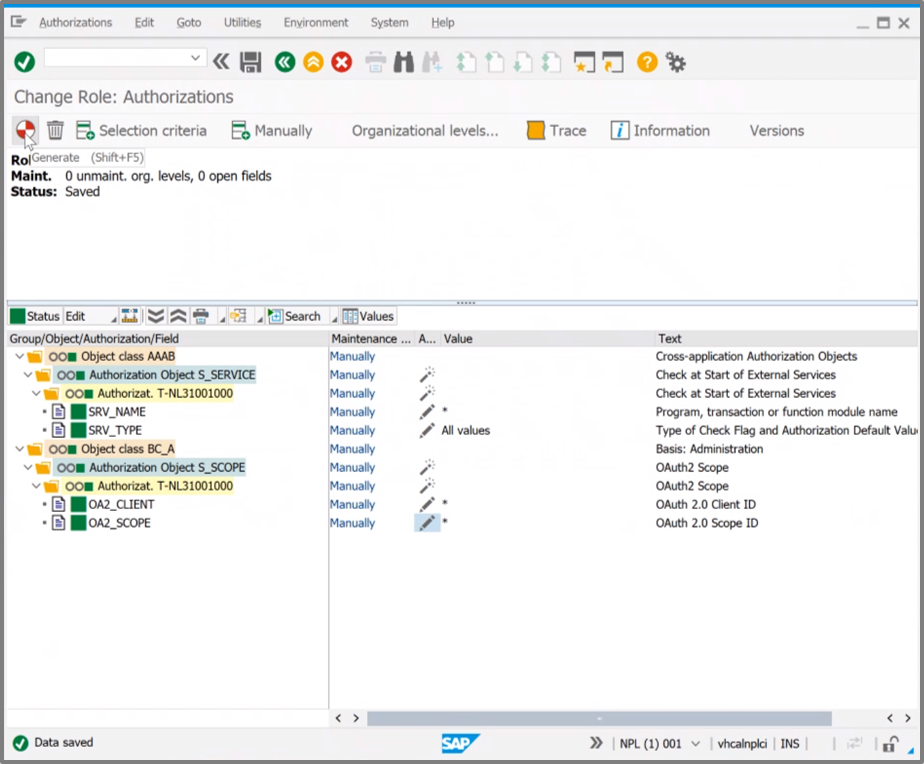 Authorizations Edit Goto Utilities Environment System Help
Change Role: Authorizations
Selection criteria Manually Organizational levels... Trace Information Versions
Generate (Shift+F5)
Maint. 0 unmaint. org. levels, 0 open fields
Status: Saved
Status Edit Search Values
Group/Object/Authorization/Field Maintenance ... A... Value Text
Object class AAAB Manually Cross-application Authorization Objects
Authorization Object S_SERVICE Manually Check at Start of External Services
Authorizat. T-NL31001000 Manually Check at Start of External Services
SRV_NAME Manually * Program, transaction or function module name
SRV_TYPE Manually All values Type of Check Flag and Authorization Default Valu
Object class BC_A Manually Basis: Administration
Authorization Object S_SCOPE Manually OAuth2 Scope
Authorizat. T-NL31001000 Manually OAuth2 Scope
OA2_CLIENT Manually * OAuth 2.0 Client ID
OA2_SCOPE Manually * OAuth 2.0 Scope ID
Data saved SAP NPL (1) 001 vhcalnplci INS